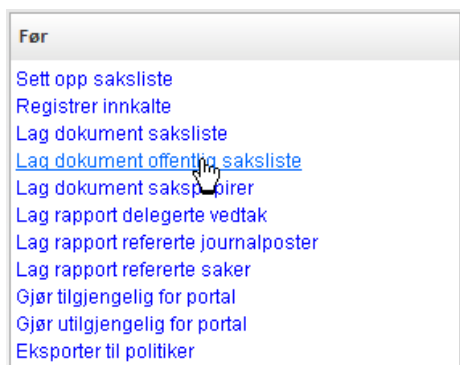 Før
Sett opp saksliste
Registrer innkalte
Lag dokument saksliste
Lag dokument offentlig saksliste
Lag dokument sakspapirer
Lag rapport delegerte vedtak
Lag rapport refererte journalposter
Lag rapport refererte saker
Gjør tilgjengelig for portal
Gjør utilgjengelig for portal
Eksporter til politiker